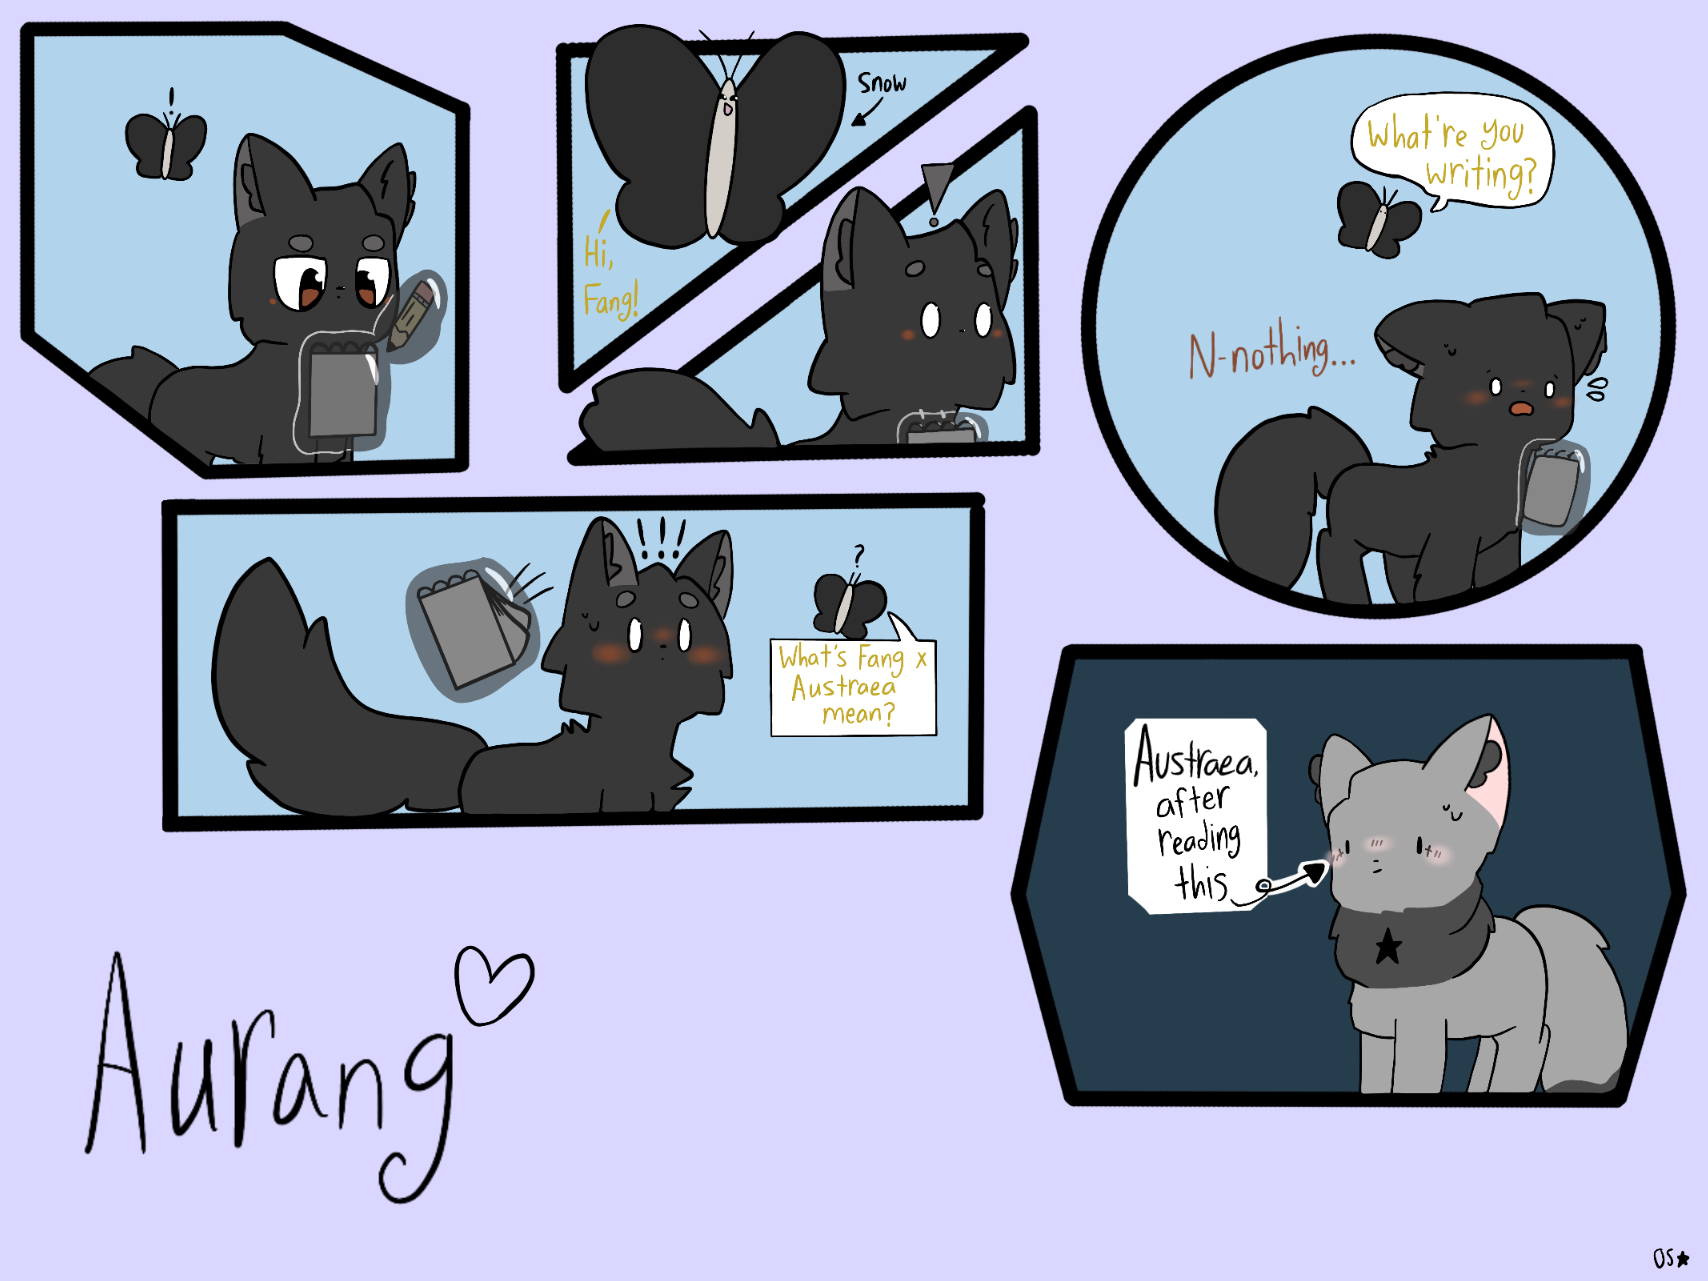 !
Snow
Hi,
Fang!
What're you
writing?
N-nothing...
!!!
?
What's Fang x
Austraea
mean?
Austraea,
after
reading
this
Aurang
OS